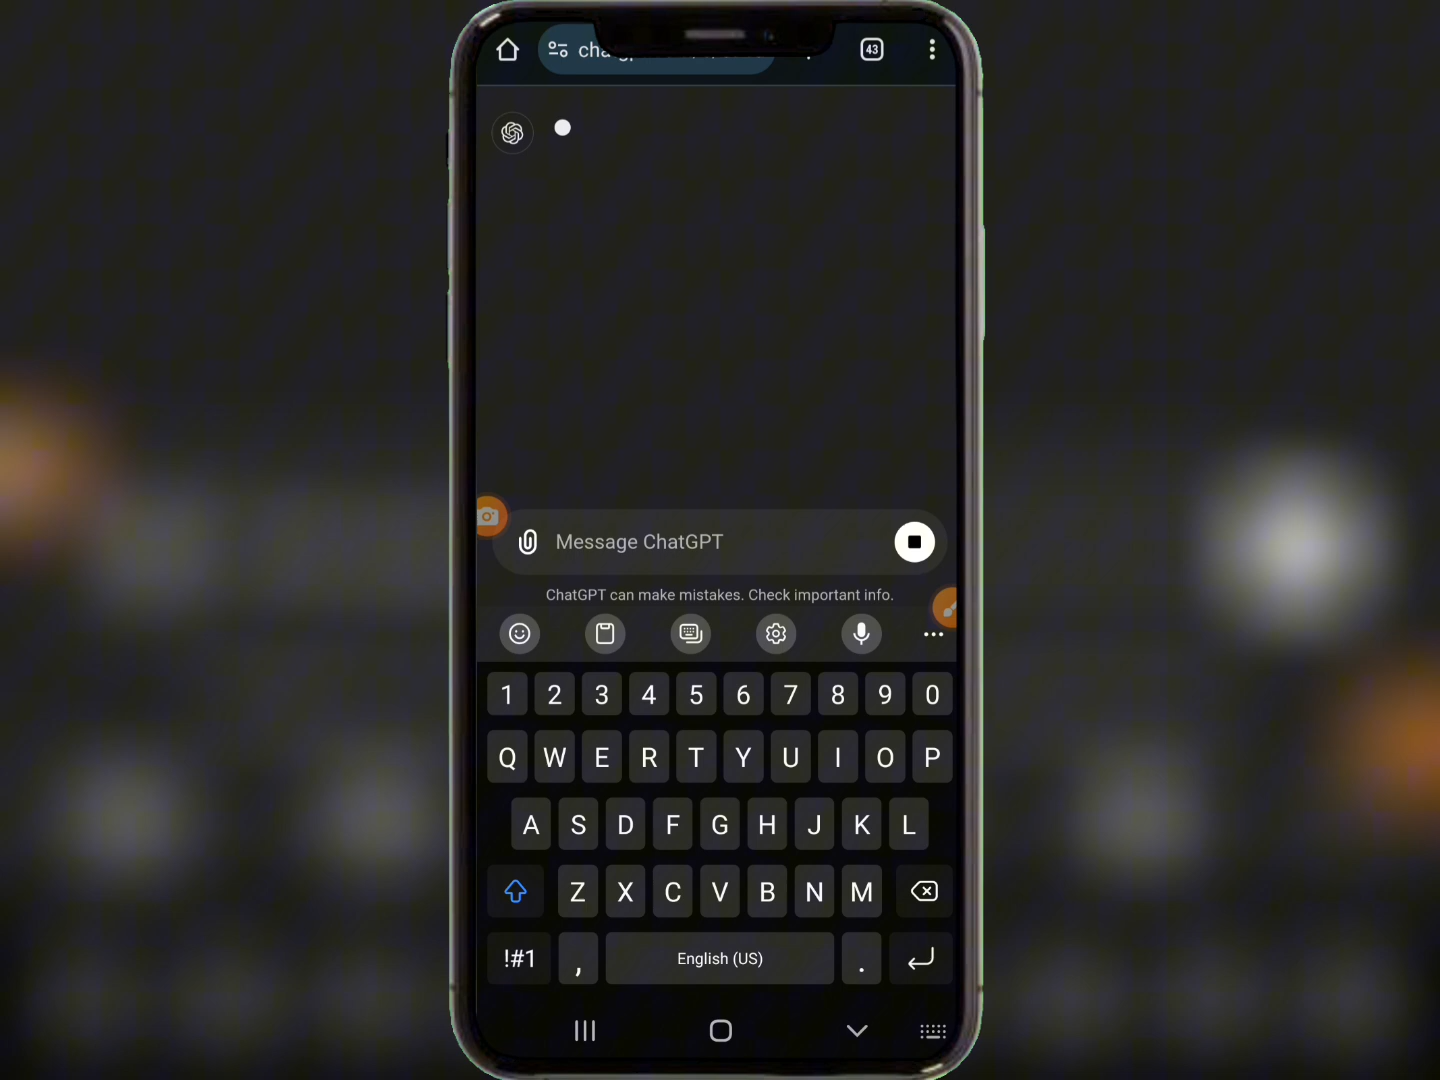 43
Message ChatGPT
ChatGPT can make mistakes. Check important info.
1 2 3 4 5 6 7 8 9 0
Q W E R T Y U I O P
A S D F G H J K L
Z X C V B N M
!#1 , English (US) .